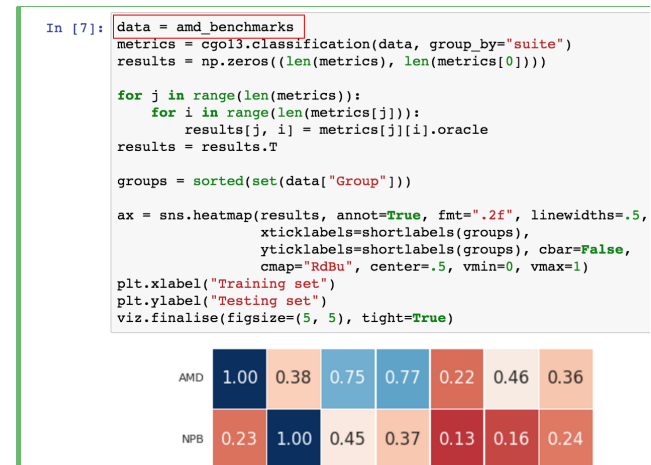 In [7]: data = amd_benchmarks
metrics = cgo13.classification(data, group_by="suite")
results = np.zeros((len(metrics), len(metrics[0])))
for j in range(len(metrics)):
for i in range(len(metrics[j])):
results[j, i] = metrics[j][i].oracle
results = results.T
groups = sorted(set(data["Group"]))
ax = sns.heatmap(results, annot=True, fmt=".2f", linewidths=.5,
xticklabels=shortlabels(groups),
yticklabels=shortlabels(groups), cbar=False,
cmap="RdBu", center=.5, vmin=0, vmax=1)
plt.xlabel("Training set")
plt.ylabel("Testing set")
viz.finalise(figsize=(5, 5), tight=True)
AMD 1.00 0.38 0.75 0.77 0.22 0.46 0.36
NPB 0.23 1.00 0.45 0.37 0.13 0.16 0.24